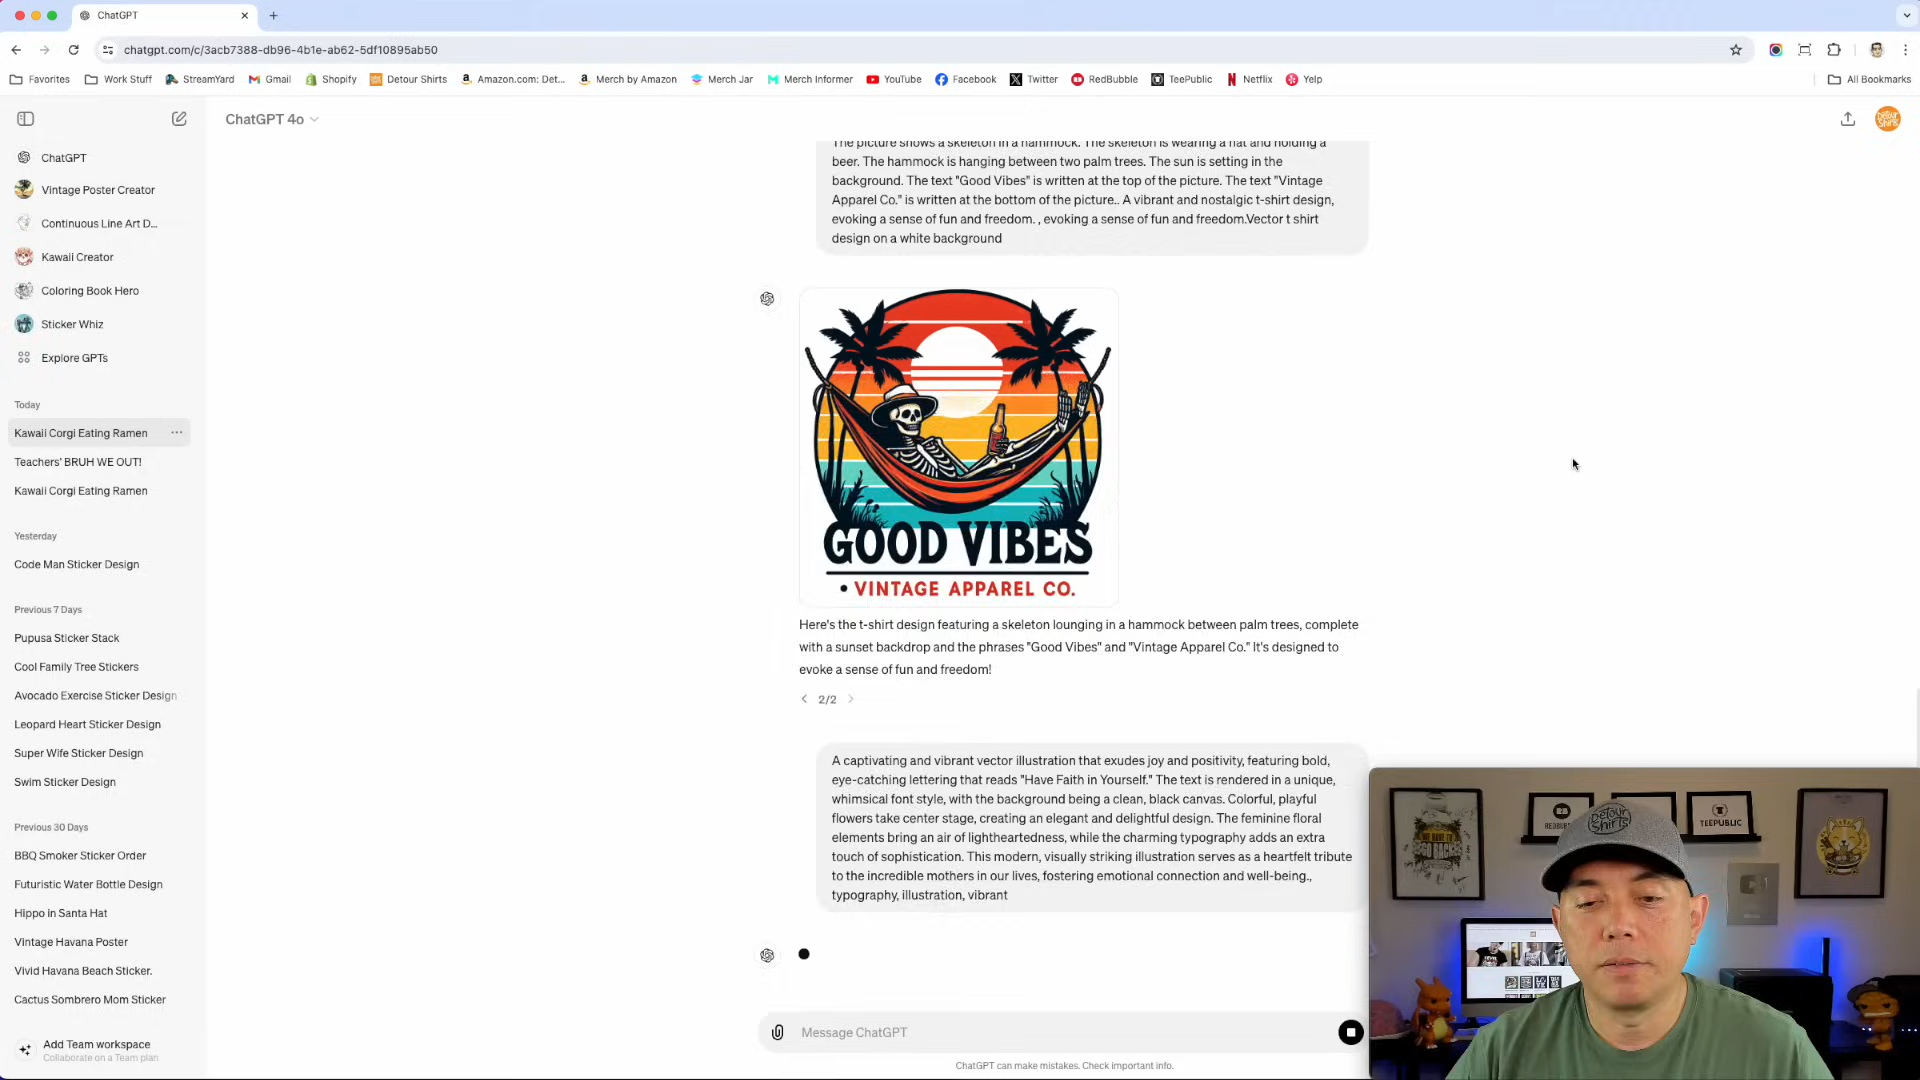 ChatGPT
chatgpt.com/c/3acb7388-db96-4b1e-ab62-5df10895ab50
Favorites
Work Stuff
StreamYard
Gmail
Shopify
Detour Shirts
Amazon.com: Det...
Merch by Amazon
Merch Jar
Merch Informer
YouTube
Facebook
Twitter
RedBubble
TeePublic
Netflix
Yelp
All Bookmarks
ChatGPT 4o
ChatGPT
Vintage Poster Creator
Continuous Line Art D...
Kawaii Creator
Coloring Book Hero
Sticker Whiz
Explore GPTs
Today
Kawaii Corgi Eating Ramen
Teachers' BRUH WE OUT!
Kawaii Corgi Eating Ramen
Yesterday
Code Man Sticker Design
Previous 7 Days
Pupusa Sticker Stack
Cool Family Tree Stickers
Avocado Exercise Sticker Design
Leopard Heart Sticker Design
Super Wife Sticker Design
Swim Sticker Design
Previous 30 Days
BBQ Smoker Sticker Order
Futuristic Water Bottle Design
Hippo in Santa Hat
Vintage Havana Poster
Vivid Havana Beach Sticker.
Cactus Sombrero Mom Sticker
Add Team workspace
Collaborate on a Team plan
The picture shows a skeleton in a hammock. The skeleton is wearing a hat and holding a
beer. The hammock is hanging between two palm trees. The sun is setting in the
background. The text "Good Vibes" is written at the top of the picture. The text "Vintage
Apparel Co." is written at the bottom of the picture.. A vibrant and nostalgic t-shirt design,
evoking a sense of fun and freedom. , evoking a sense of fun and freedom.Vector t shirt
design on a white background
GOOD VIBES
• VINTAGE APPAREL CO.
Here's the t-shirt design featuring a skeleton lounging in a hammock between palm trees, complete
with a sunset backdrop and the phrases "Good Vibes" and "Vintage Apparel Co." It's designed to
evoke a sense of fun and freedom!
2/2
A captivating and vibrant vector illustration that exudes joy and positivity, featuring bold,
eye-catching lettering that reads "Have Faith in Yourself." The text is rendered in a unique,
whimsical font style, with the background being a clean, black canvas. Colorful, playful
flowers take center stage, creating an elegant and delightful design. The feminine floral
elements bring an air of lightheartedness, while the charming typography adds an extra
touch of sophistication. This modern, visually striking illustration serves as a heartfelt tribute
to the incredible mothers in our lives, fostering emotional connection and well-being.,
typography, illustration, vibrant
Message ChatGPT
ChatGPT can make mistakes. Check important info.
TEEPUBLIC
DETOUR
SHIRTS